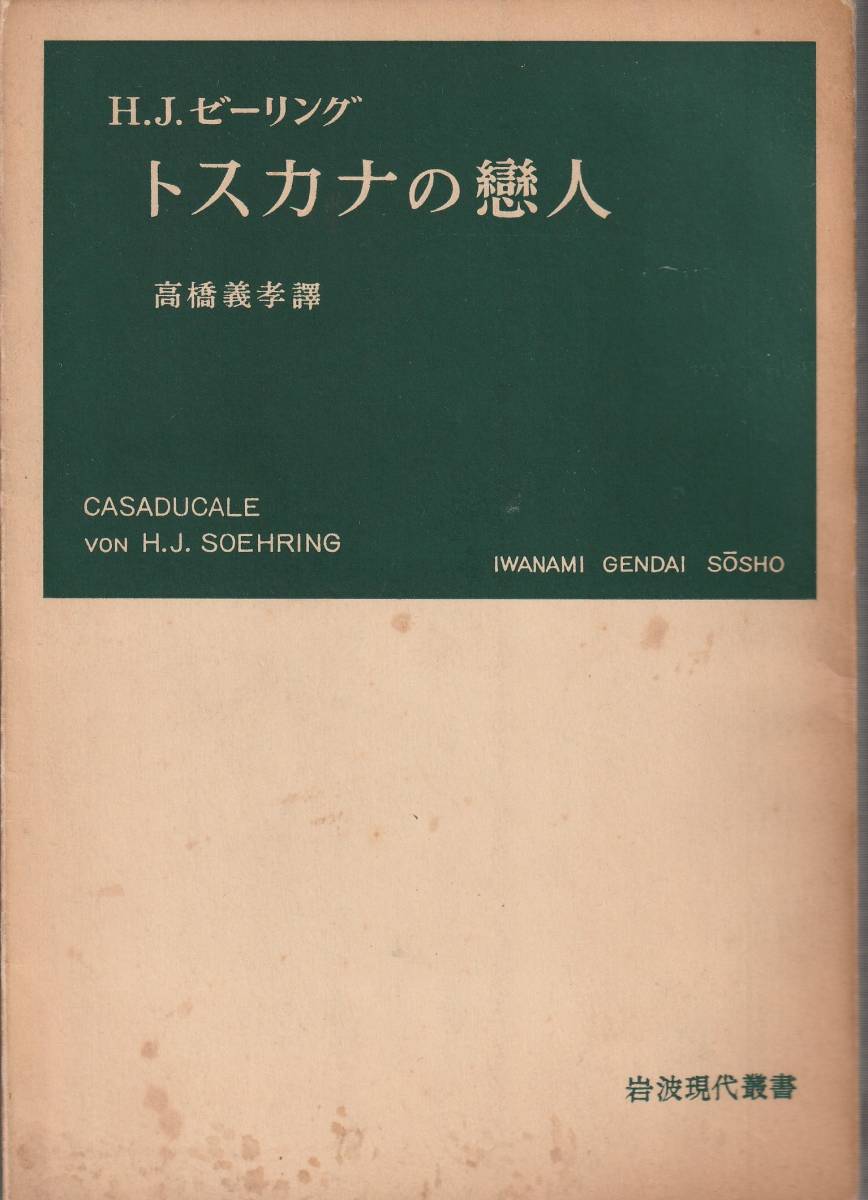 H.J.ゼーリング
トスカナの戀人
高橋義孝譯
CASADUCALE
VON H.J. SOEHRING
IWANAMI GENDAI SŌSHO
岩波現代叢書